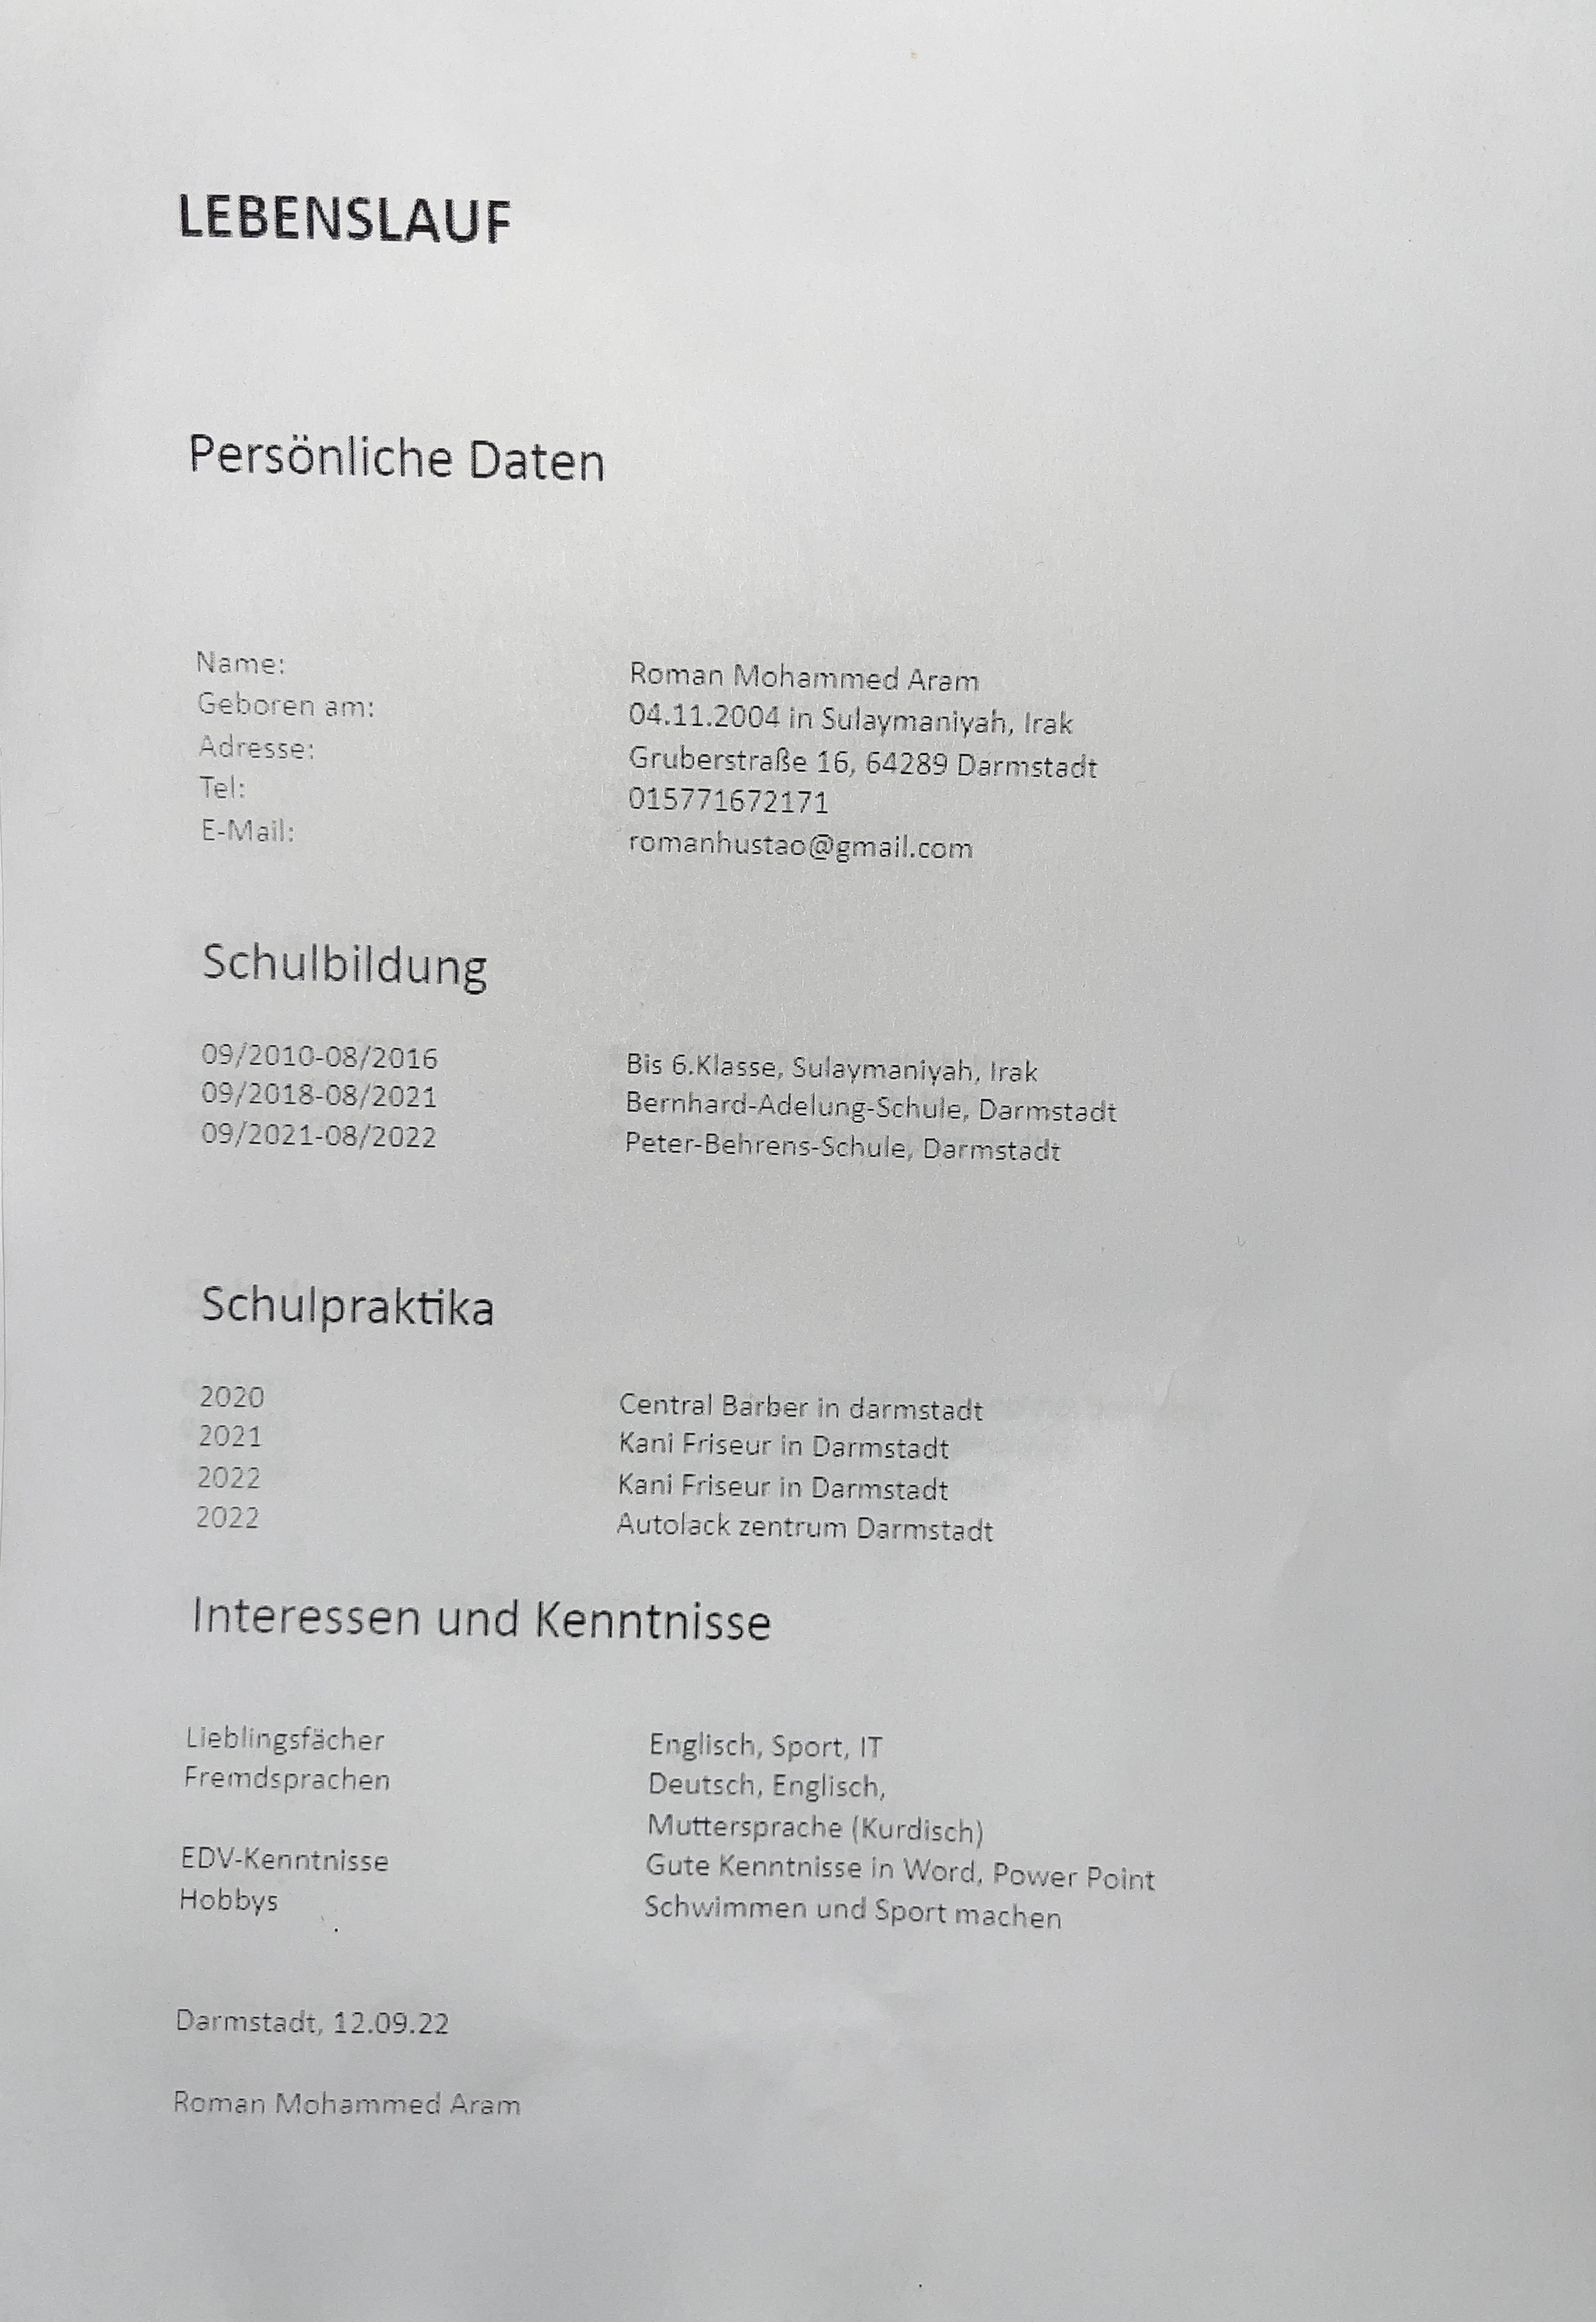 LEBENSLAUF
Persönliche Daten
Name: Roman Mohammed Aram
Geboren am: 04.11.2004 in Sulaymaniyah, Irak
Adresse: Gruberstraße 16, 64289 Darmstadt
Tel: 015771672171
E-Mail: romanhustao@gmail.com
Schulbildung
09/2010-08/2016 Bis 6.Klasse, Sulaymaniyah, Irak
09/2018-08/2021 Bernhard-Adelung-Schule, Darmstadt
09/2021-08/2022 Peter-Behrens-Schule, Darmstadt
Schulpraktika
2020 Central Barber in darmstadt
2021 Kani Friseur in Darmstadt
2022 Kani Friseur in Darmstadt
2022 Autolack zentrum Darmstadt
Interessen und Kenntnisse
Lieblingsfächer Englisch, Sport, IT
Fremdsprachen Deutsch, Englisch,
Muttersprache (Kurdisch)
EDV-Kenntnisse Gute Kenntnisse in Word, Power Point
Hobbys Schwimmen und Sport machen
Darmstadt, 12.09.22
Roman Mohammed Aram